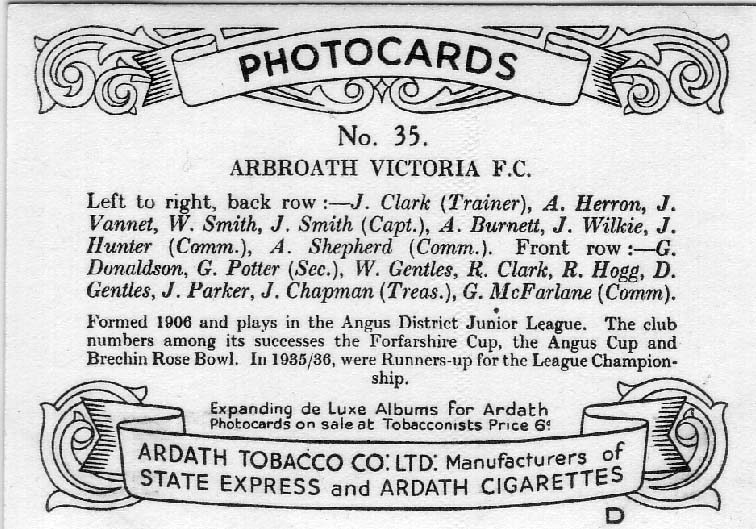 PHOTOCARDS
No. 35.
ARBROATH VICTORIA F.C.
Left to right, back row :—J. Clark (Trainer), A. Herron, J.
Vannet, W. Smith, J. Smith (Capt.), A. Burnett, J. Wilkie, J.
Hunter (Comm.), A. Shepherd (Comm.). Front row :—G.
Donaldson, G. Potter (Sec.), W. Gentles, R. Clark, R. Hogg, D.
Gentles, J. Parker, J. Chapman (Treas.), G. McFarlane (Comm).
Formed 1906 and plays in the Angus District Junior League. The club
numbers among its successes the Forfarshire Cup, the Angus Cup and
Brechin Rose Bowl. In 1935/36, were Runners-up for the League Champion-
ship.
Expanding de Luxe Albums for Ardath
Photocards on sale at Tobacconists Price 6d
ARDATH TOBACCO CO: LTD: Manufacturers of
STATE EXPRESS and ARDATH CIGARETTES
D